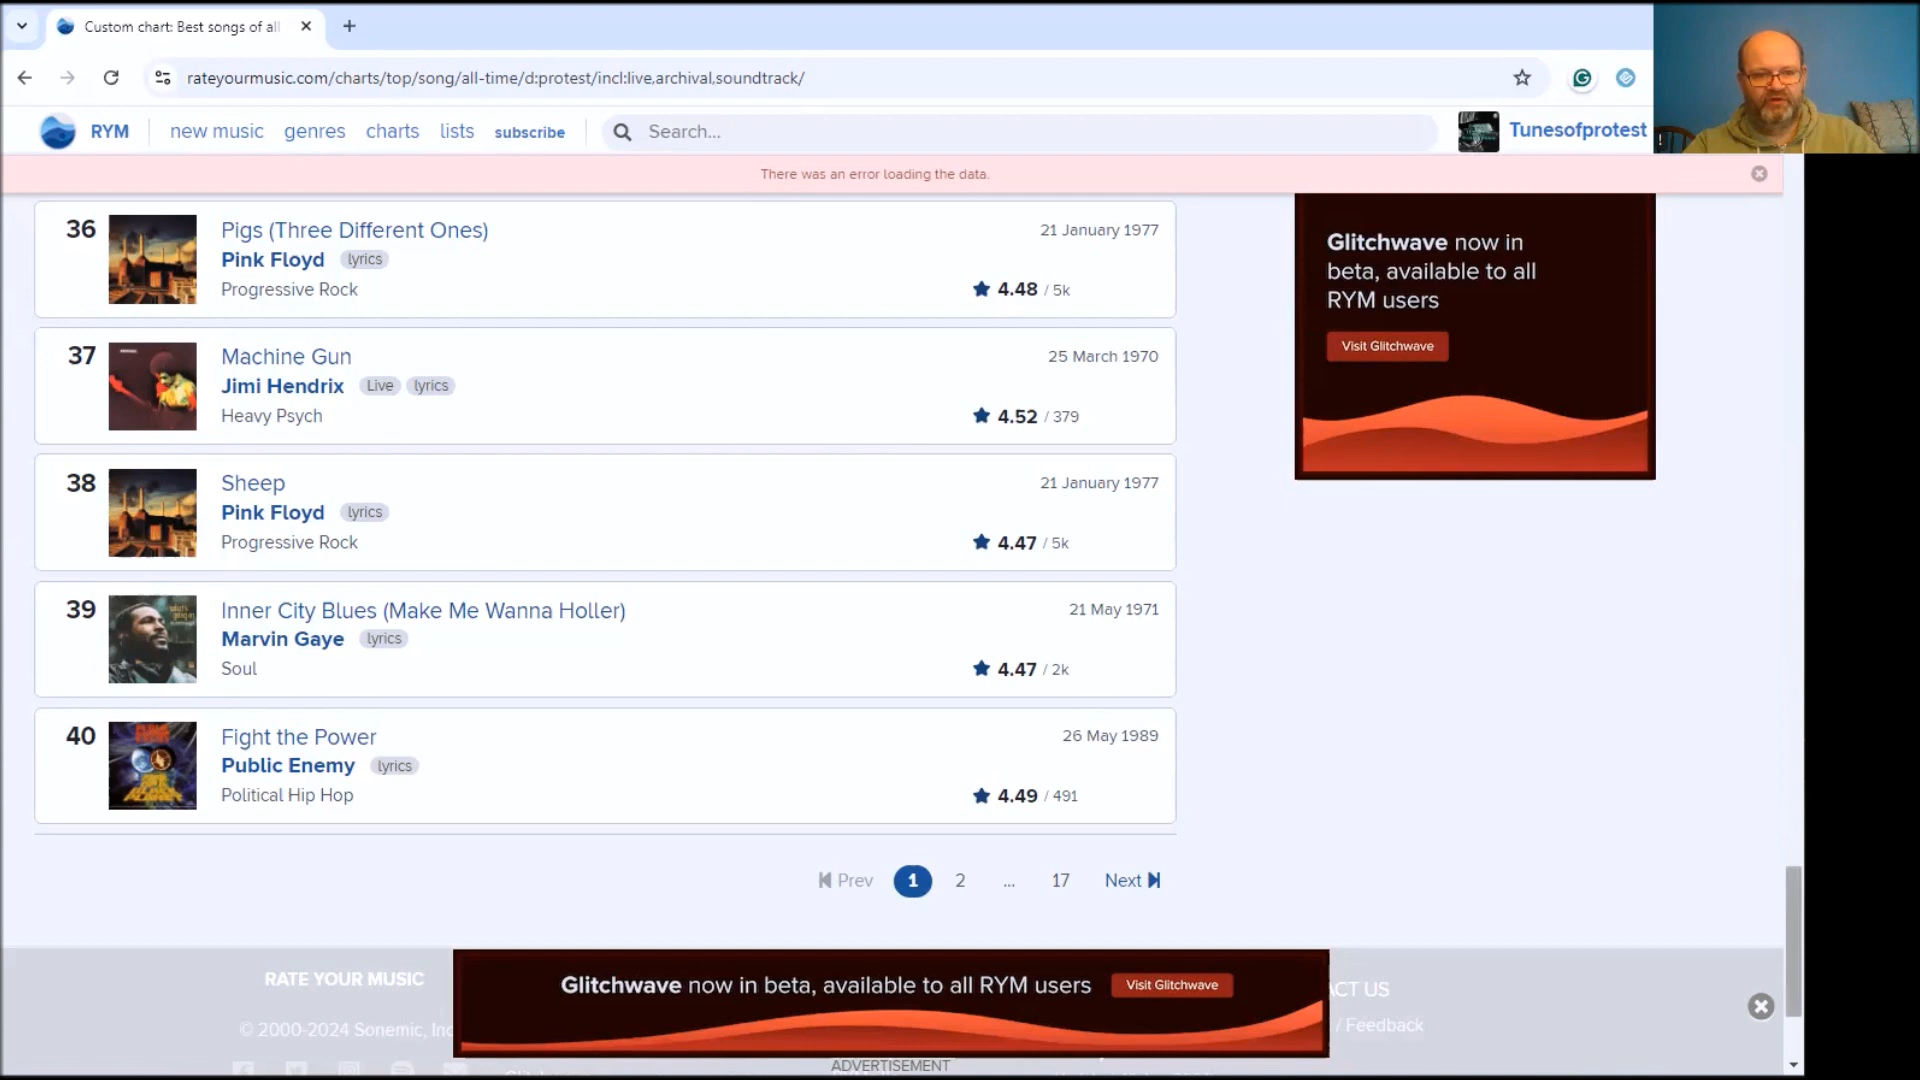 Custom chart: Best songs of all
rateyourmusic.com/charts/top/song/all-time/d:protest/incl:live,archival,soundtrack/
RYM new music genres charts lists subscribe Search... Tunesofprotest
There was an error loading the data.
36 Pigs (Three Different Ones) 21 January 1977
Pink Floyd lyrics
Progressive Rock 4.48 / 5k
37 Machine Gun 25 March 1970
Jimi Hendrix Live lyrics
Heavy Psych 4.52 / 379
38 Sheep 21 January 1977
Pink Floyd lyrics
Progressive Rock 4.47 / 5k
39 Inner City Blues (Make Me Wanna Holler) 21 May 1971
Marvin Gaye lyrics
Soul 4.47 / 2k
40 Fight the Power 26 May 1989
Public Enemy lyrics
Political Hip Hop 4.49 / 491
Prev 1 2 ... 17 Next
Glitchwave now in
beta, available to all
RYM users
Visit Glitchwave
RATE YOUR MUSIC
© 2000-2024 Sonemic, Inc
Glitchwave now in beta, available to all RYM users Visit Glitchwave
ACT US
/ Feedback
ADVERTISEMENT